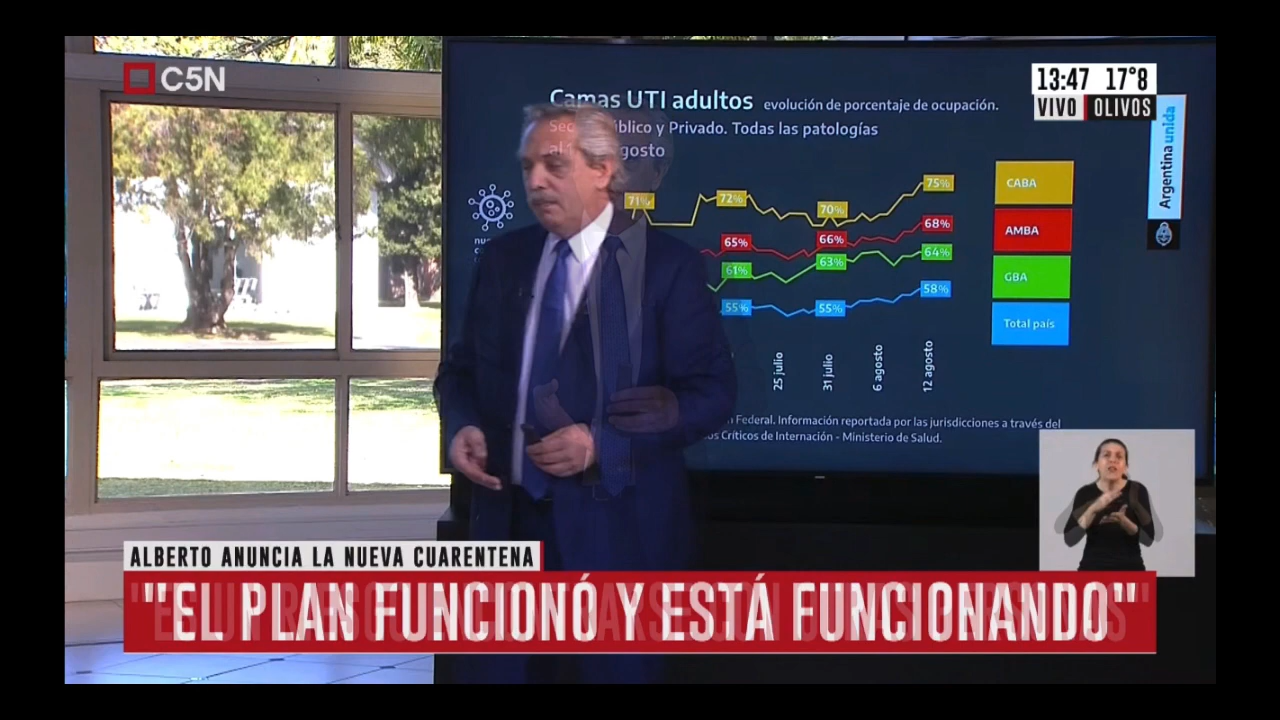 C5N
13:47 17°8
VIVO OLIVOS
Argentina unida
Camas UTI adultos evolución de porcentaje de ocupación.
Público y Privado. Todas las patologías
agosto
71% 72% 70% 75%
65% 66% 68%
61% 63% 64%
55% 55% 58%
CABA
AMBA
GBA
Total país
25 julio
31 julio
6 agosto
12 agosto
Federal. Información reportada por las jurisdicciones a través del
Críticos de Internación - Ministerio de Salud.
ALBERTO ANUNCIA LA NUEVA CUARENTENA
"EL PLAN FUNCIONÓ Y ESTÁ FUNCIONANDO"